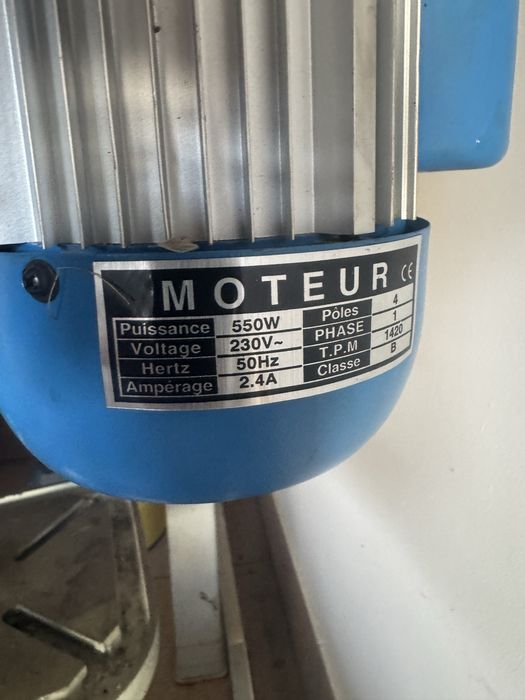 MOTEUR CE
Puissance 550W Pôles 4
Voltage 230V~ PHASE 1
Hertz 50Hz T.P.M 1420
Ampérage 2.4A Classe B